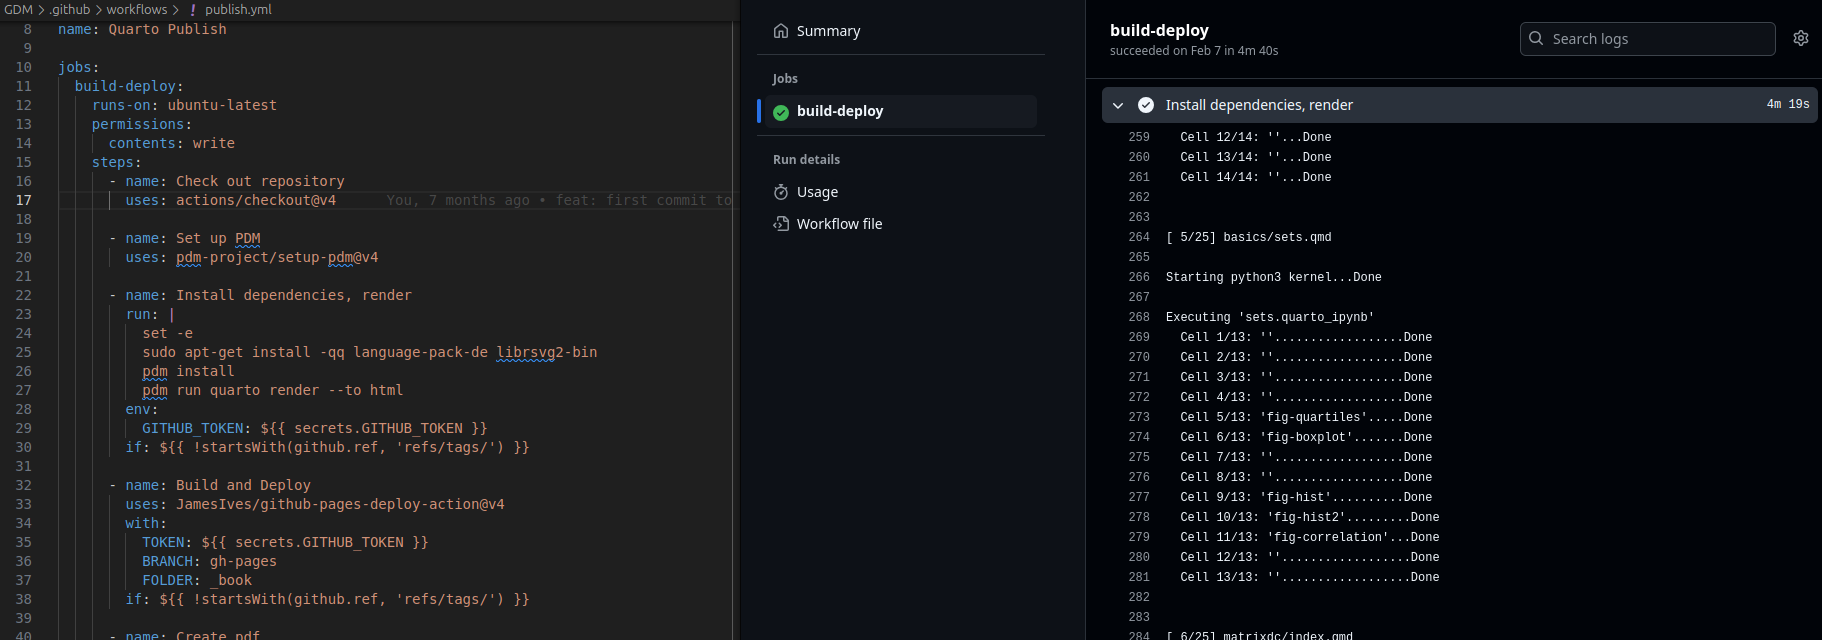 GDM > .github > workflows > ! publish.yml
8 name: Quarto Publish
9
10 jobs:
11 build-deploy:
12 runs-on: ubuntu-latest
13 permissions:
14 contents: write
15 steps:
16 - name: Check out repository
17 uses: actions/checkout@v4 You, 7 months ago • feat: first commit to
18
19 - name: Set up PDM
20 uses: pdm-project/setup-pdm@v4
21
22 - name: Install dependencies, render
23 run: |
24 set -e
25 sudo apt-get install -qq language-pack-de librsvg2-bin
26 pdm install
27 pdm run quarto render --to html
28 env:
29 GITHUB_TOKEN: ${{ secrets.GITHUB_TOKEN }}
30 if: ${{ !startsWith(github.ref, 'refs/tags/') }}
31
32 - name: Build and Deploy
33 uses: JamesIves/github-pages-deploy-action@v4
34 with:
35 TOKEN: ${{ secrets.GITHUB_TOKEN }}
36 BRANCH: gh-pages
37 FOLDER: _book
38 if: ${{ !startsWith(github.ref, 'refs/tags/') }}
39
40 - name: Create pdf
Summary
Jobs
build-deploy
Run details
Usage
Workflow file
build-deploy
succeeded on Feb 7 in 4m 40s
Search logs
Install dependencies, render 4m 19s
259 Cell 12/14: ''...Done
260 Cell 13/14: ''...Done
261 Cell 14/14: ''...Done
262
263
264 [ 5/25] basics/sets.qmd
265
266 Starting python3 kernel...Done
267
268 Executing 'sets.quarto_ipynb'
269 Cell 1/13: ''..................Done
270 Cell 2/13: ''..................Done
271 Cell 3/13: ''..................Done
272 Cell 4/13: ''..................Done
273 Cell 5/13: 'fig-quartiles'.....Done
274 Cell 6/13: 'fig-boxplot'.......Done
275 Cell 7/13: ''..................Done
276 Cell 8/13: ''..................Done
277 Cell 9/13: 'fig-hist'..........Done
278 Cell 10/13: 'fig-hist2'.........Done
279 Cell 11/13: 'fig-correlation'...Done
280 Cell 12/13: ''..................Done
281 Cell 13/13: ''..................Done
282
283
284 [ 6/25] matrixdc/index.qmd